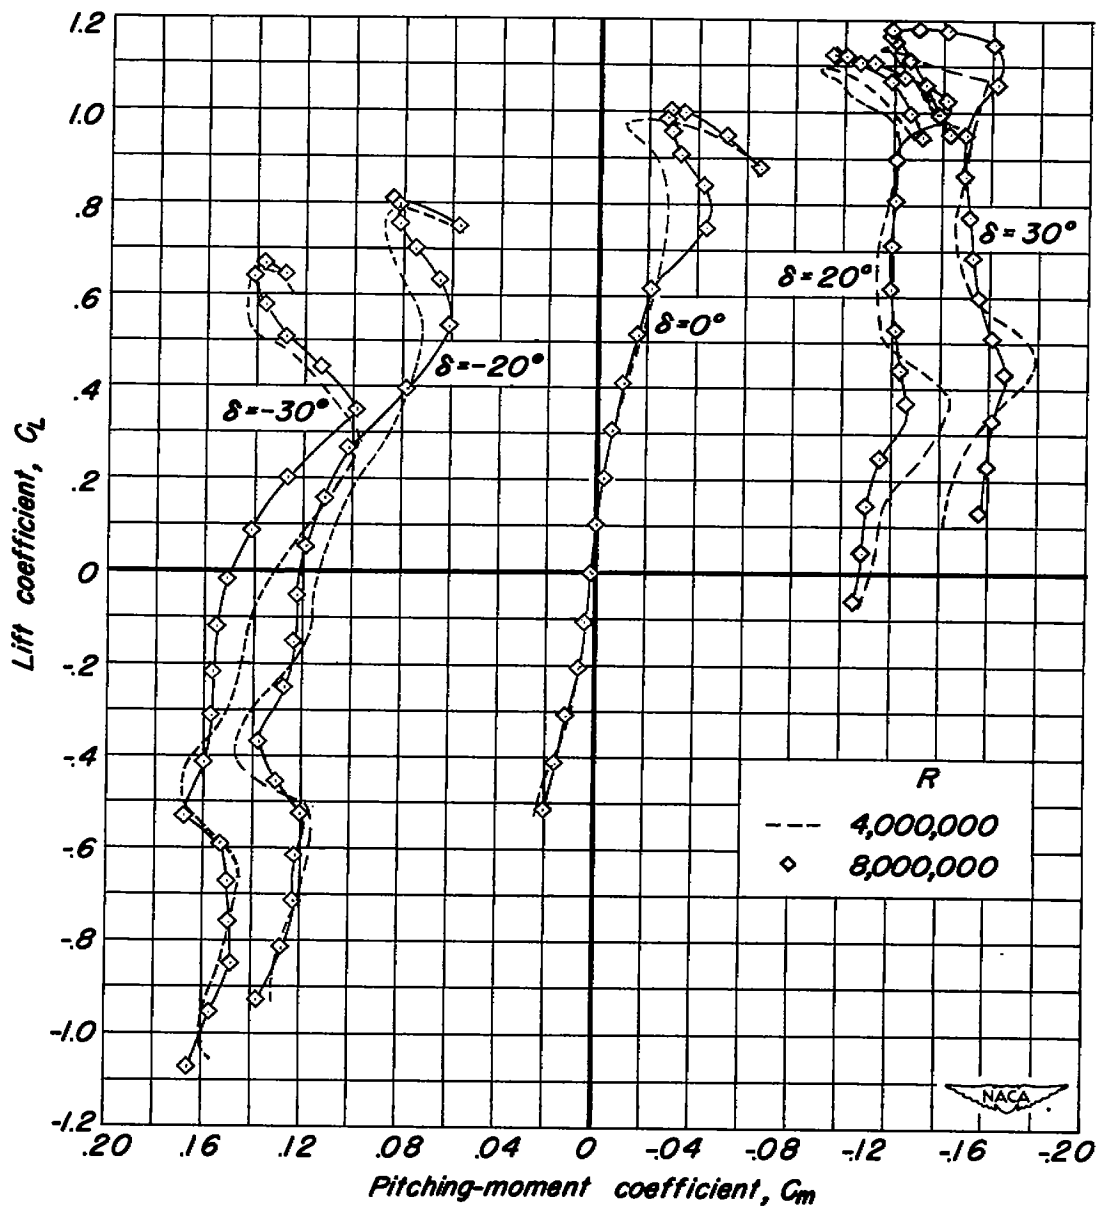 1.2
1.0
.8
.6
.4
.2
0
-.2
-.4
-.6
-.8
-1.0
-1.2
Lift coefficient, CL
δ=-30°
δ=-20°
δ=0°
δ=20°
δ=30°
R
4,000,000
8,000,000
NACA
.20 .16 .12 .08 .04 0 -.04 -.08 -.12 -.16 -.20
Pitching-moment coefficient, Cm